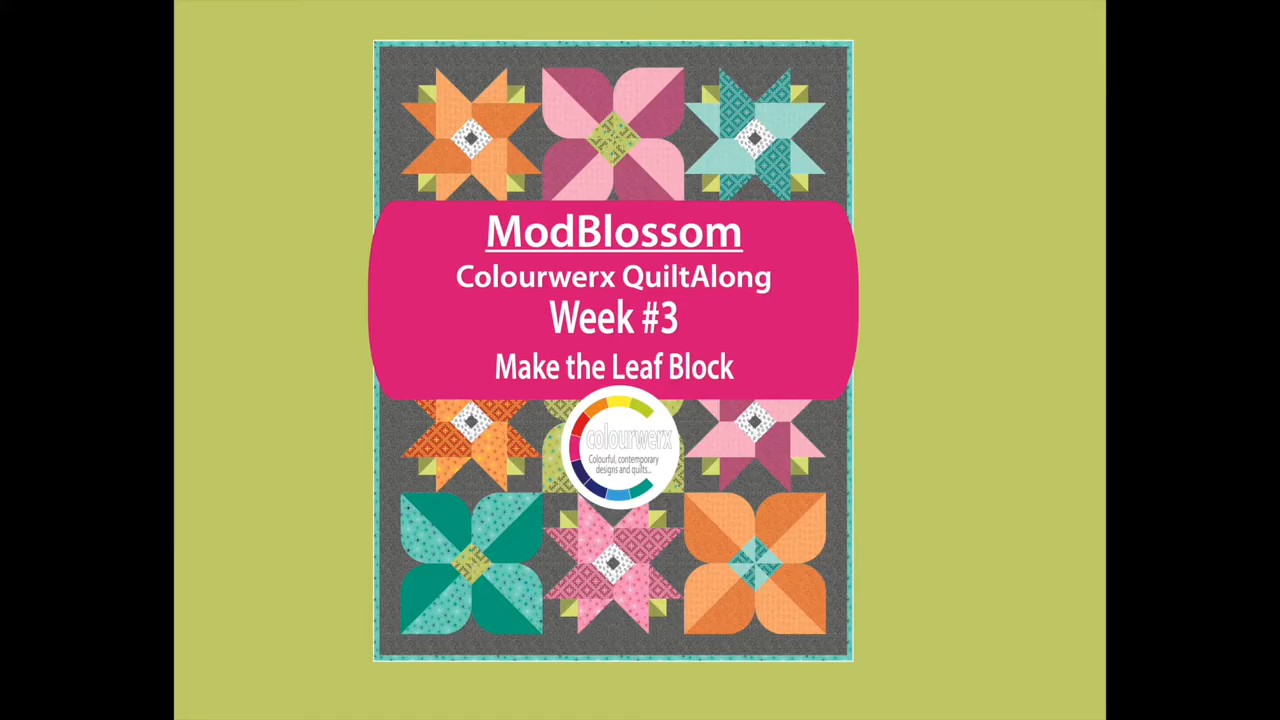 ModBlossom
Colourwerx QuiltAlong
Week #3
Make the Leaf Block
colourwerx
Colourful, contemporary
designs and quilts...